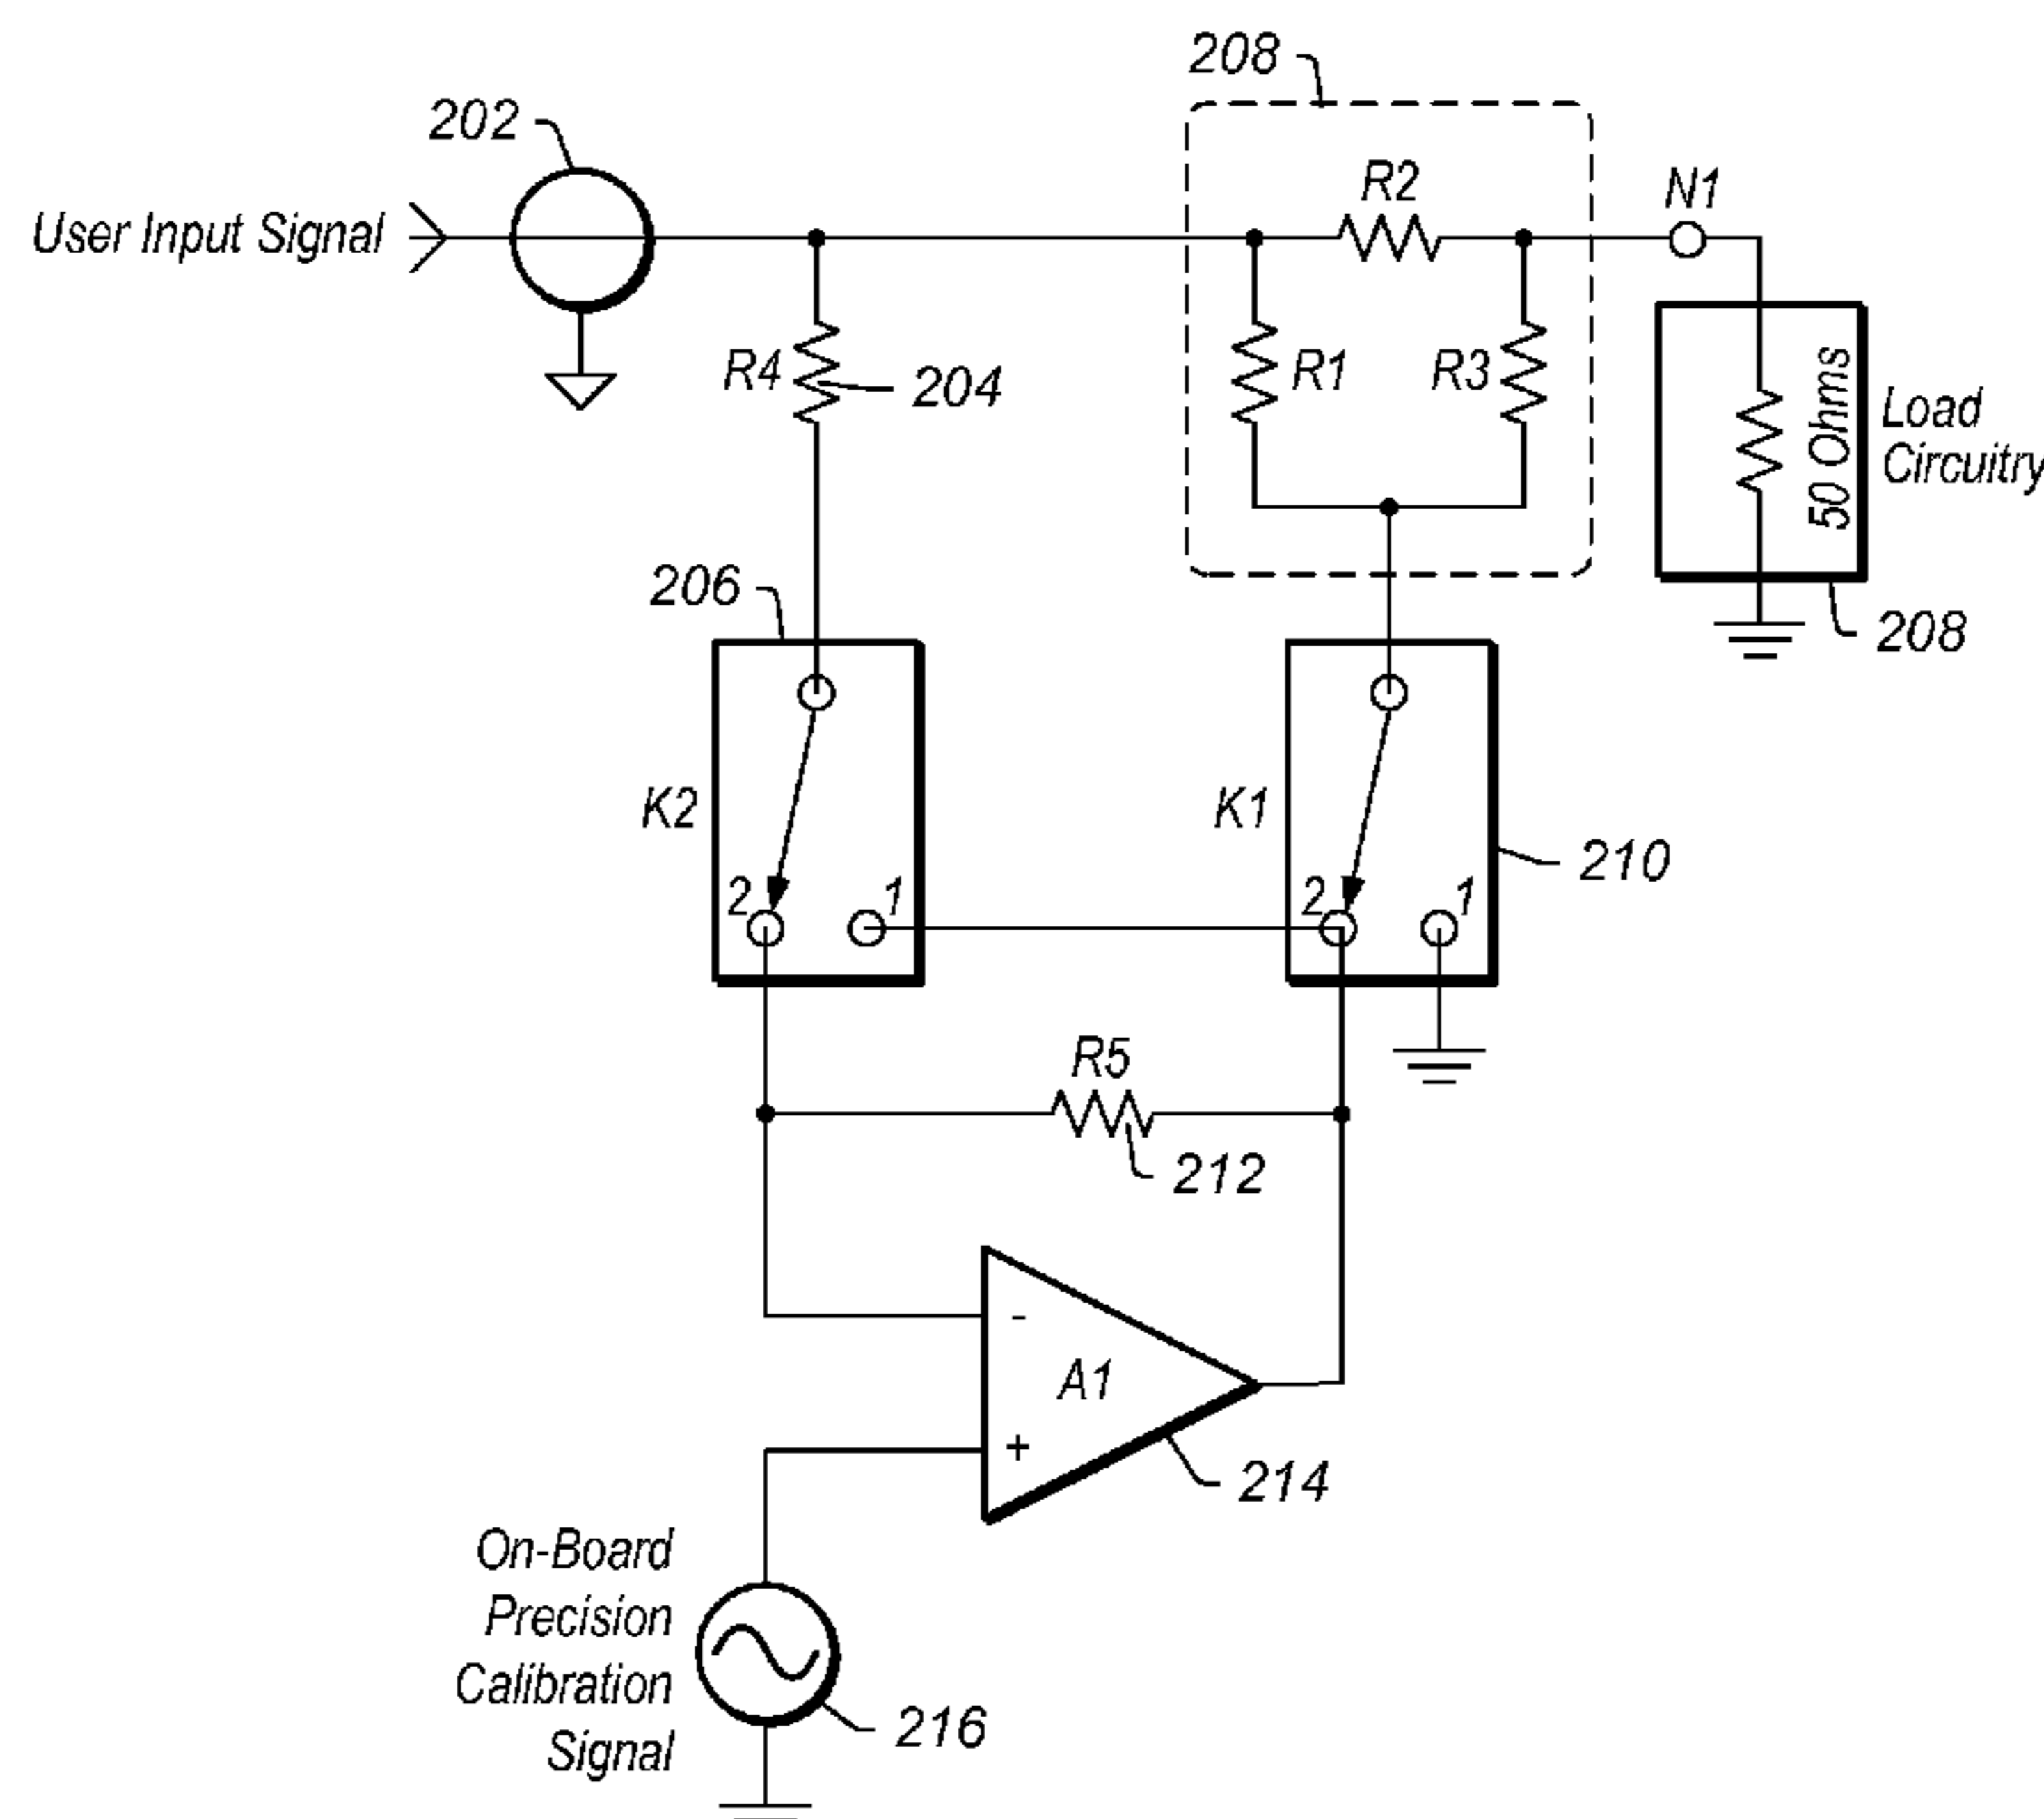 208
202
R2
N1
User Input Signal
R4
204
R1
R3
50 Ohms
Load
Circuitry
206
208
K2
K1
210
2
1
2
1
R5
212
-
A1
+
214
On-Board
Precision
Calibration
Signal
216